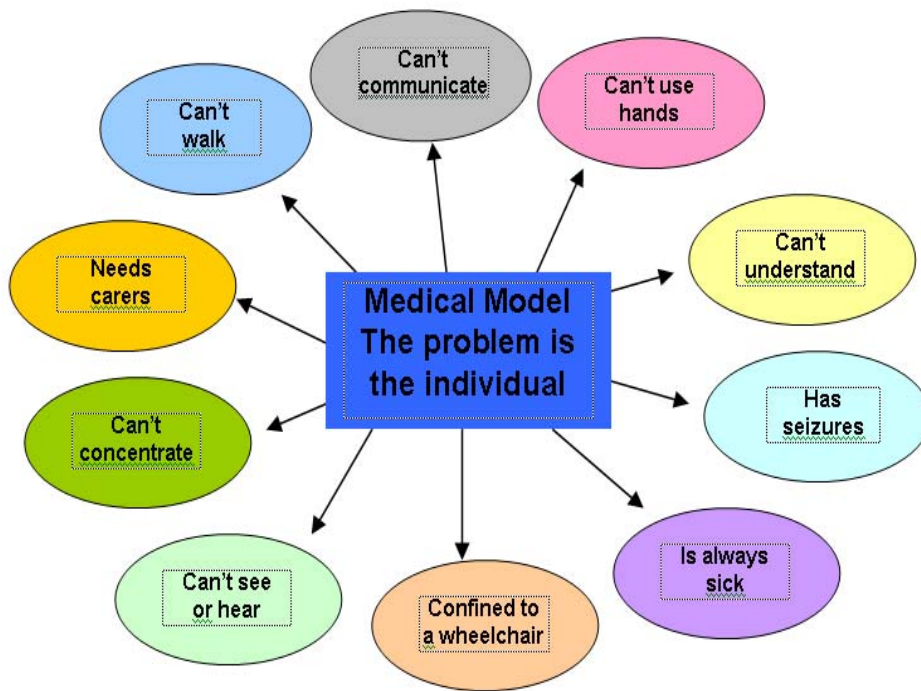 Can't
communicate
Can't use
hands
Can't
walk
Can't
understand
Needs
carers
Medical Model
The problem is
the individual
Has
seizures
Can't
concentrate
Is always
sick
Can't see
or hear
Confined to
a wheelchair